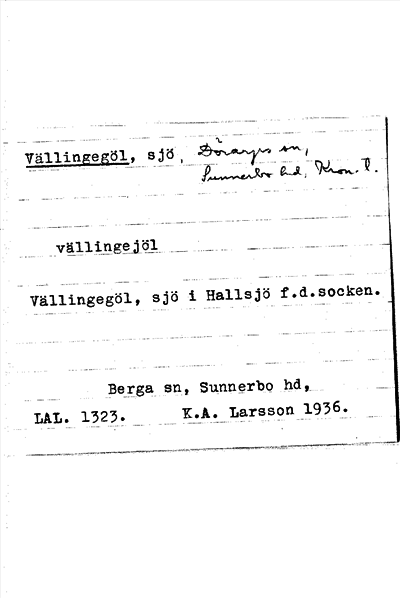 Vällingegöl, sjö, Döraryds sn,
Sunnerbo hd, Kron. l.
vällingejöl
Vällingegöl, sjö i Hallsjö f.d.socken.
Berga sn, Sunnerbo hd,
LAL. 1323. K.A. Larsson 1936.